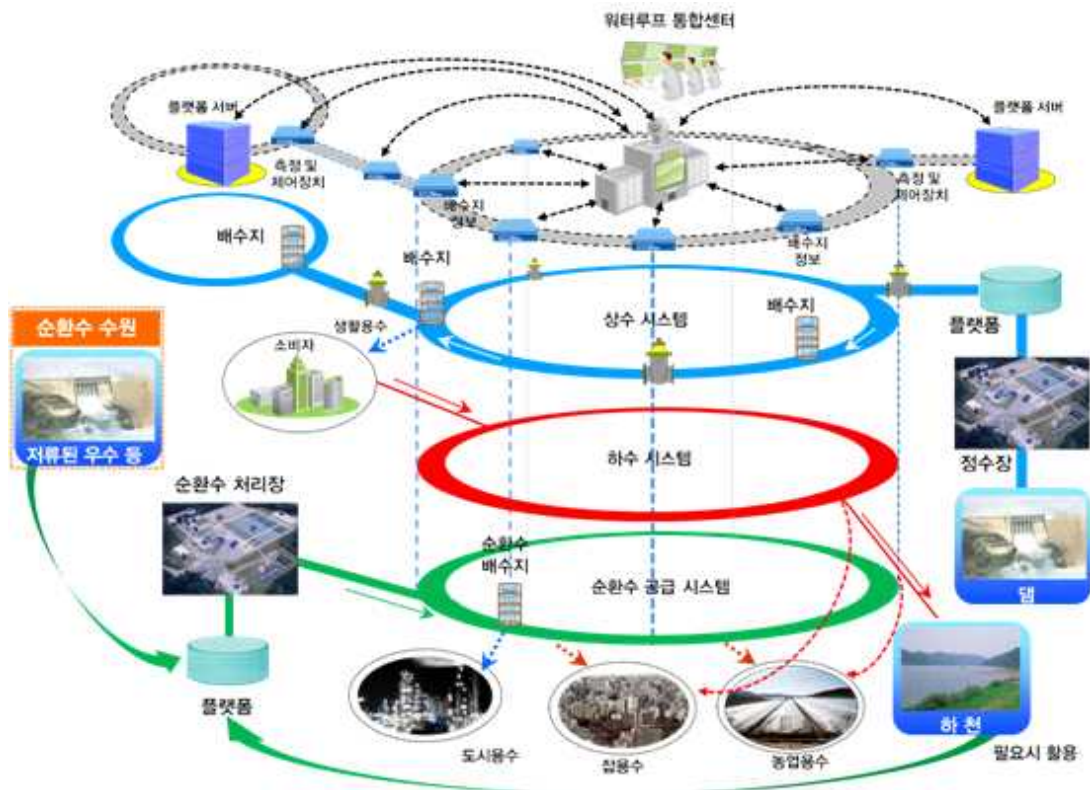 워터루프 통합센터
플랫폼 서버
플랫폼 서버
측정 및
제어장치
측정 및
제어장치
배수지
정보
배수지
정보
배수지
배수지
배수지
상수 시스템
플랫폼
생활용수
소비자
순환수 수원
저류된 우수 등
하수 시스템
정수장
순환수 처리장
순환수
배수지
순환수 공급 시스템
댐
플랫폼
하 천
도시용수
잡용수
농업용수
필요시 활용